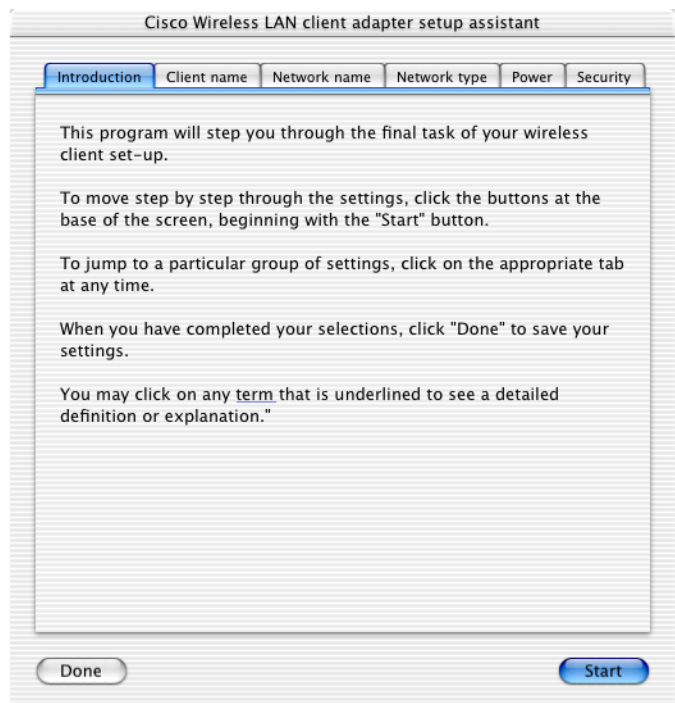 Cisco Wireless LAN client adapter setup assistant
Introduction Client name Network name Network type Power Security
This program will step you through the final task of your wireless
client set-up.
To move step by step through the settings, click the buttons at the
base of the screen, beginning with the "Start" button.
To jump to a particular group of settings, click on the appropriate tab
at any time.
When you have completed your selections, click "Done" to save your
settings.
You may click on any term that is underlined to see a detailed
definition or explanation."
Done Start